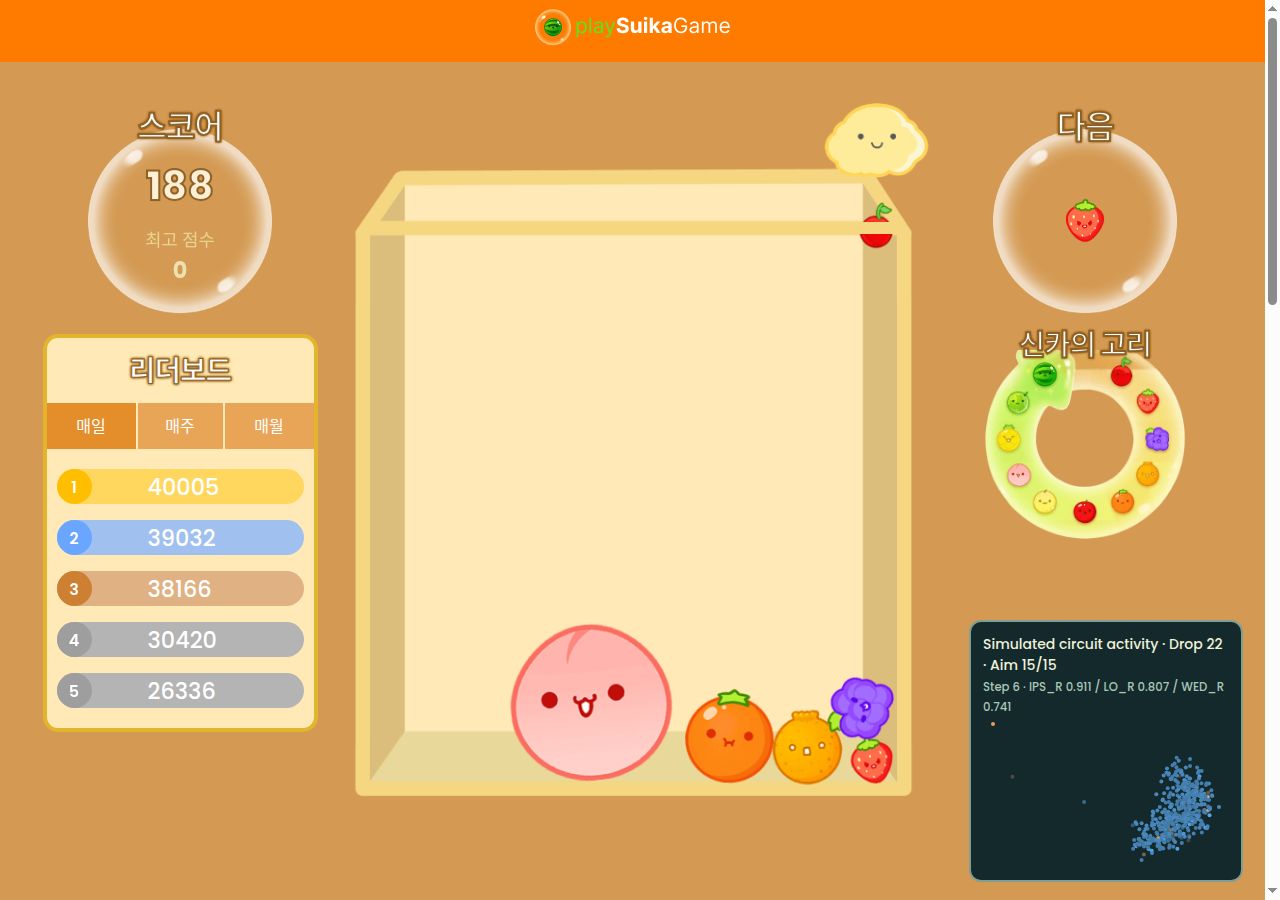 playSuikaGame
스코어
188
최고 점수
0
다음
리더보드
매일 매주 매월
1 40005
2 39032
3 38166
4 30420
5 26336
신카의 고리
Simulated circuit activity · Drop 22
· Aim 15/15
Step 6 · IPS_R 0.911 / LO_R 0.807 / WED_R
0.741